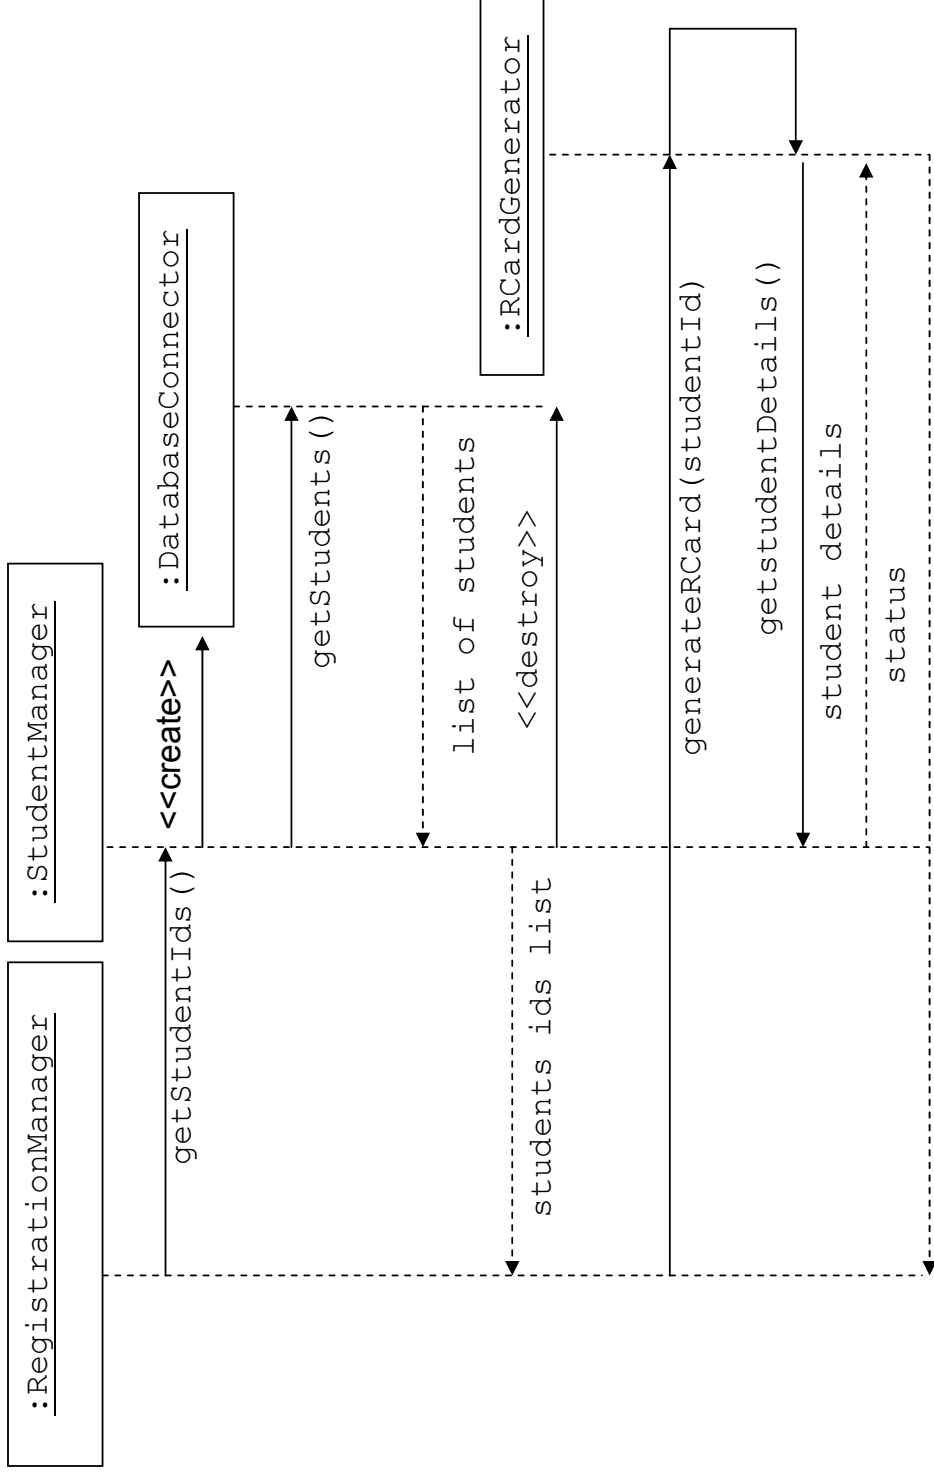 :RegistrationManager
:StudentManager
:DatabaseConnector
:RCardGenerator
getStudentIds()
<<create>>
getStudents()
list of students
students ids list
<<destroy>>
generateRCard(studentId)
getstudentDetails()
student details
status